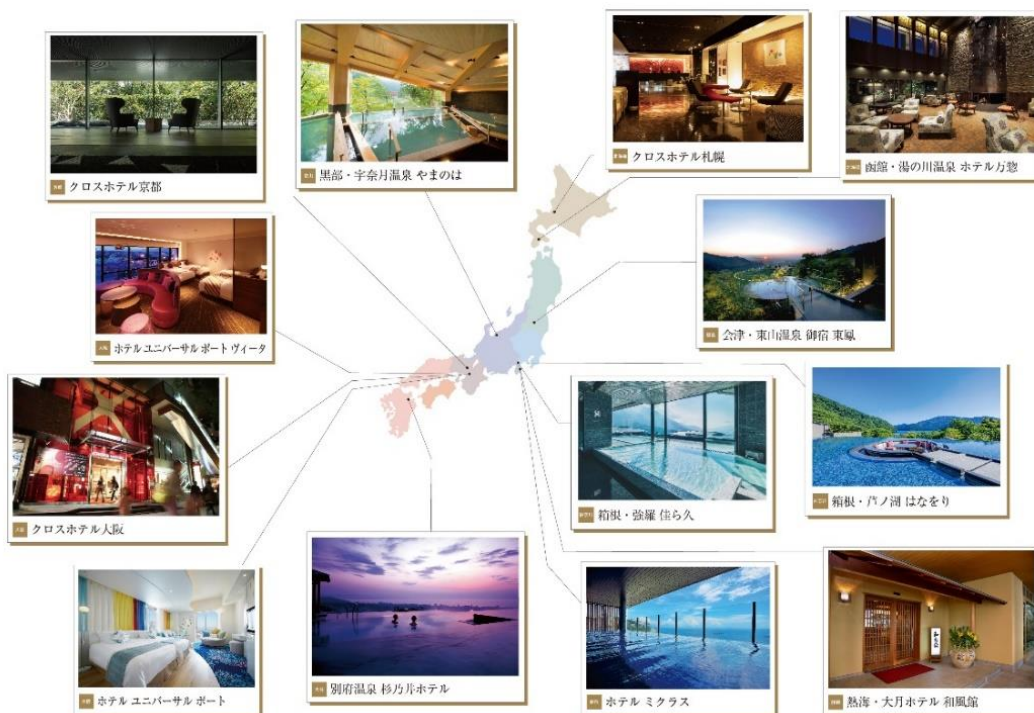 クロスホテル京都
黒部・宇奈月温泉 やまのは
クロスホテル札幌
函館・湯の川温泉 ホテル万惣
ホテル ユニバーサル ポート ヴィータ
会津・東山温泉 御宿 東鳳
クロスホテル大阪
箱根・強羅 佳ら久
箱根・芦ノ湖 はなをり
ホテル ユニバーサル ポート
別府温泉 杉乃井ホテル
ホテル ミクラス
熱海・大月ホテル 和風館